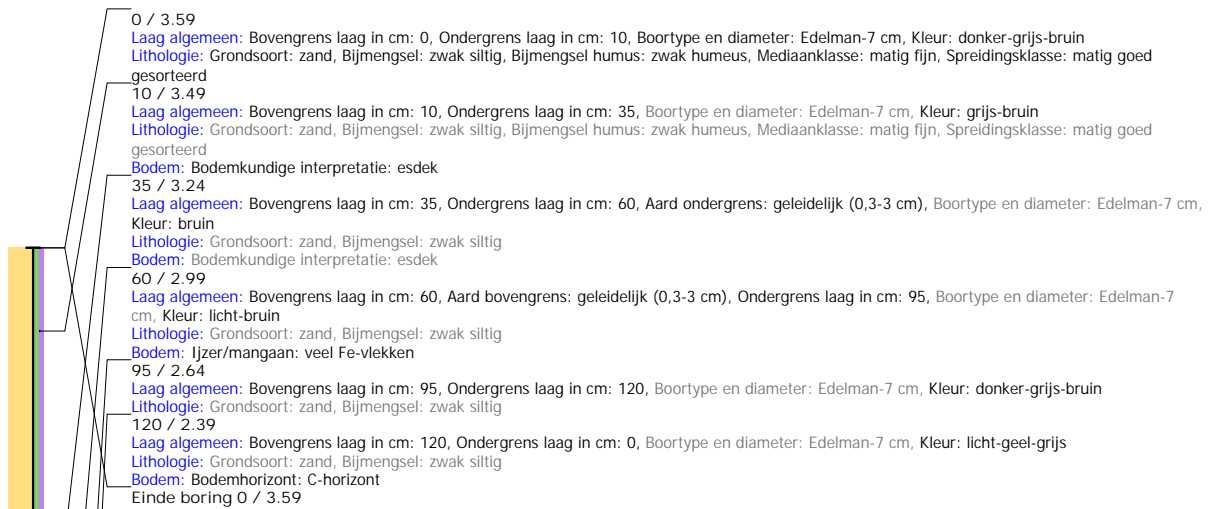 0 / 3.59
Laag algemeen: Bovengrens laag in cm: 0, Ondergrens laag in cm: 10, Boortype en diameter: Edelman-7 cm, Kleur: donker-grijs-bruin
Lithologie: Grondsoort: zand, Bijmengsel: zwak siltig, Bijmengsel humus: zwak humeus, Mediaanklasse: matig fijn, Spreidingsklasse: matig goed
gesorteerd
10 / 3.49
Laag algemeen: Bovengrens laag in cm: 10, Ondergrens laag in cm: 35, Boortype en diameter: Edelman-7 cm, Kleur: grijs-bruin
Lithologie: Grondsoort: zand, Bijmengsel: zwak siltig, Bijmengsel humus: zwak humeus, Mediaanklasse: matig fijn, Spreidingsklasse: matig goed
gesorteerd
Bodem: Bodemkundige interpretatie: esdek
35 / 3.24
Laag algemeen: Bovengrens laag in cm: 35, Ondergrens laag in cm: 60, Aard ondergrens: geleidelijk (0,3-3 cm), Boortype en diameter: Edelman-7 cm,
Kleur: bruin
Lithologie: Grondsoort: zand, Bijmengsel: zwak siltig
Bodem: Bodemkundige interpretatie: esdek
60 / 2.99
Laag algemeen: Bovengrens laag in cm: 60, Aard bovengrens: geleidelijk (0,3-3 cm), Ondergrens laag in cm: 95, Boortype en diameter: Edelman-7
cm, Kleur: licht-bruin
Lithologie: Grondsoort: zand, Bijmengsel: zwak siltig
Bodem: Ijzer/mangaan: veel Fe-vlekken
95 / 2.64
Laag algemeen: Bovengrens laag in cm: 95, Ondergrens laag in cm: 120, Boortype en diameter: Edelman-7 cm, Kleur: donker-grijs-bruin
Lithologie: Grondsoort: zand, Bijmengsel: zwak siltig
120 / 2.39
Laag algemeen: Bovengrens laag in cm: 120, Ondergrens laag in cm: 0, Boortype en diameter: Edelman-7 cm, Kleur: licht-geel-grijs
Lithologie: Grondsoort: zand, Bijmengsel: zwak siltig
Bodem: Bodemhorizont: C-horizont
Einde boring 0 / 3.59